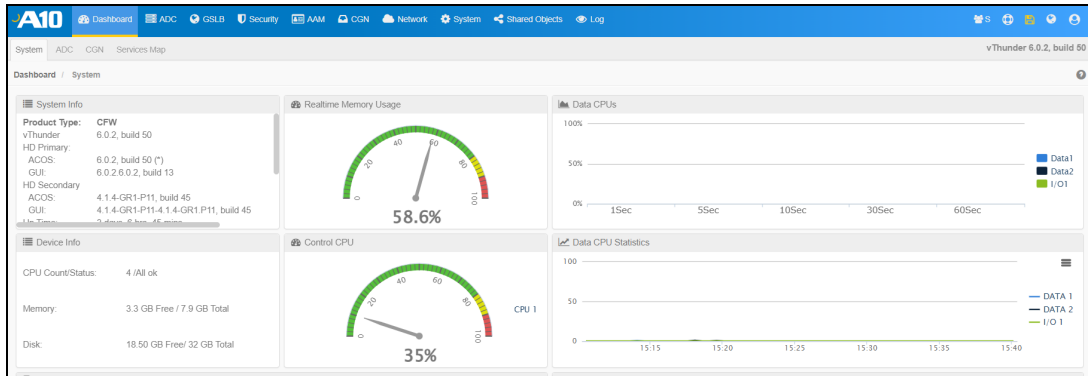 A10 Dashboard ADC GSLB Security AAM CGN Network System Shared Objects Log S
System ADC CGN Services Map vThunder 6.0.2, build 50
Dashboard / System
System Info
Product Type: CFW
vThunder 6.0.2, build 50
HD Primary:
ACOS: 6.0.2, build 50 (*)
GUI: 6.0.2.6.0.2, build 13
HD Secondary
ACOS: 4.1.4-GR1-P11, build 45
GUI: 4.1.4-GR1-P11-4.1.4-GR1.P11, build 45
Up Time: 2 days, 6 hrs, 45 mins
Realtime Memory Usage
0 20 40 60 80 100
58.6%
Data CPUs
100%
50%
0%
1Sec 5Sec 10Sec 30Sec 60Sec
Data1
Data2
I/O1
Device Info
CPU Count/Status: 4 /All ok
Memory: 3.3 GB Free / 7.9 GB Total
Disk: 18.50 GB Free/ 32 GB Total
Control CPU
0 20 40 60 80 100
CPU 1
35%
Data CPU Statistics
100
50
0
15:15 15:20 15:25 15:30 15:35 15:40
DATA 1
DATA 2
I/O 1